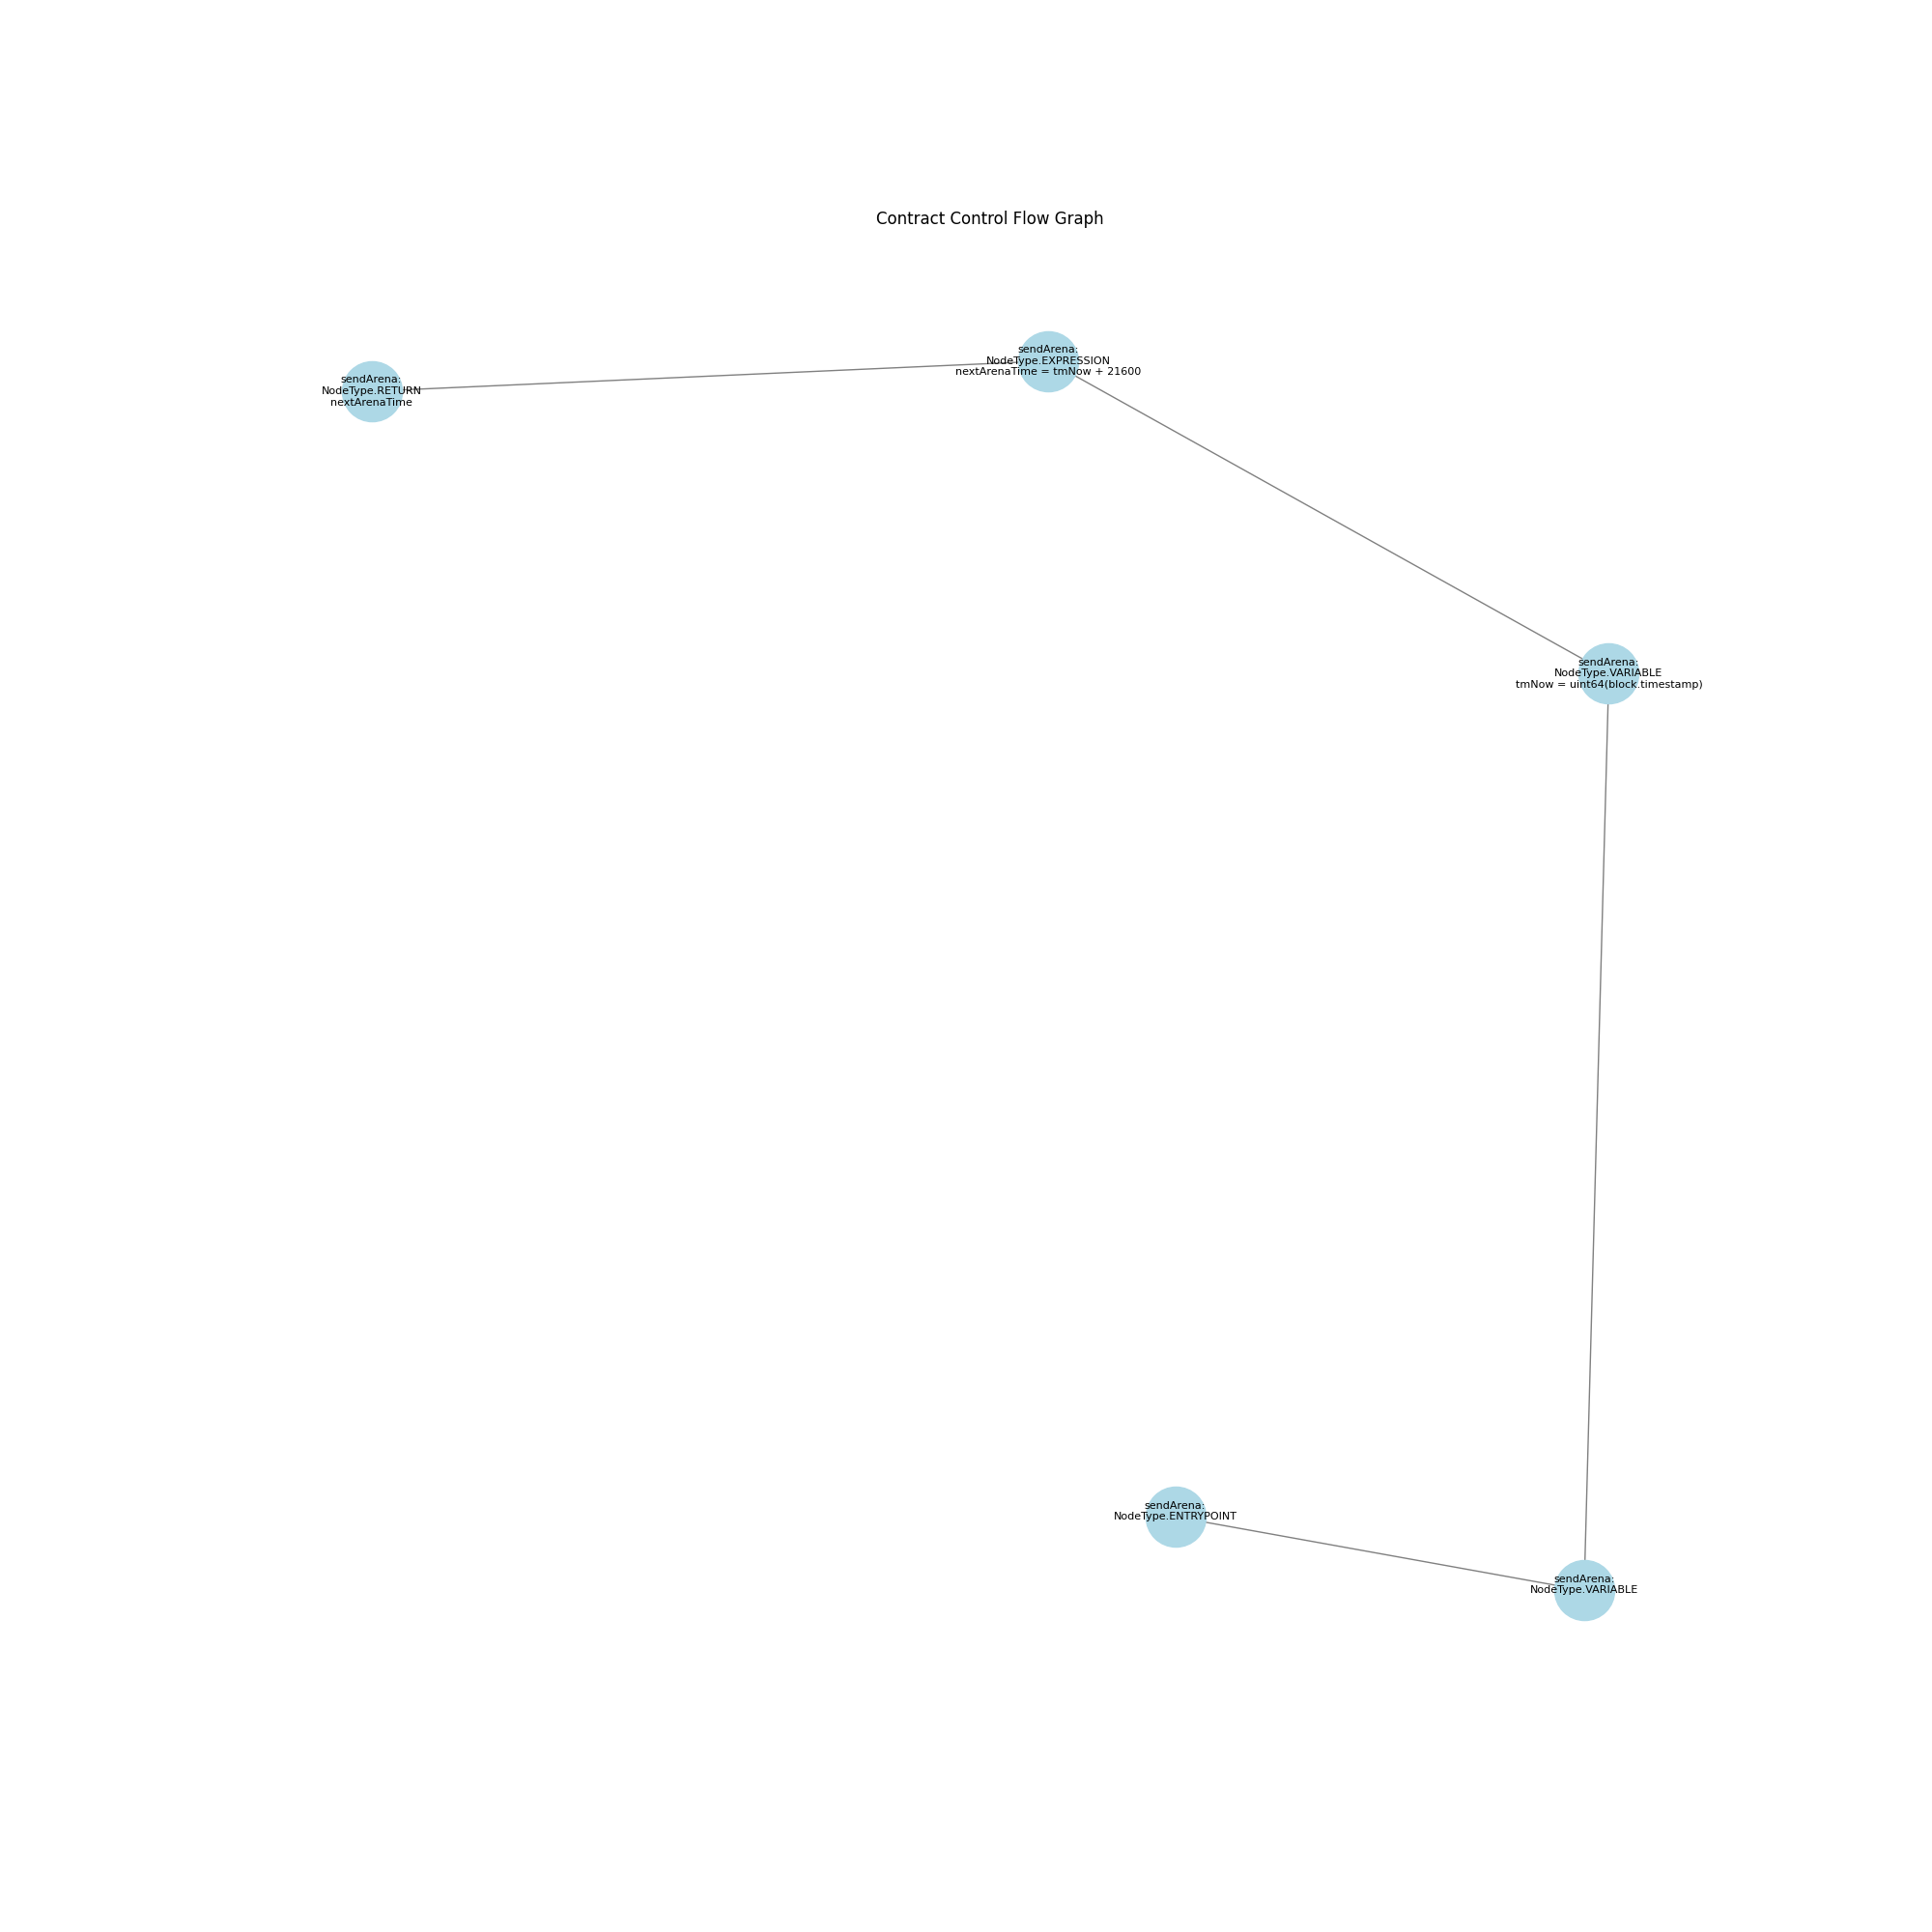 Contract Control Flow Graph
sendArena:
NodeType.EXPRESSION
nextArenaTime = tmNow + 21600
sendArena:
NodeType.RETURN
nextArenaTime
sendArena:
NodeType.VARIABLE
tmNow = uint64(block.timestamp)
sendArena:
NodeType.ENTRYPOINT
sendArena:
NodeType.VARIABLE